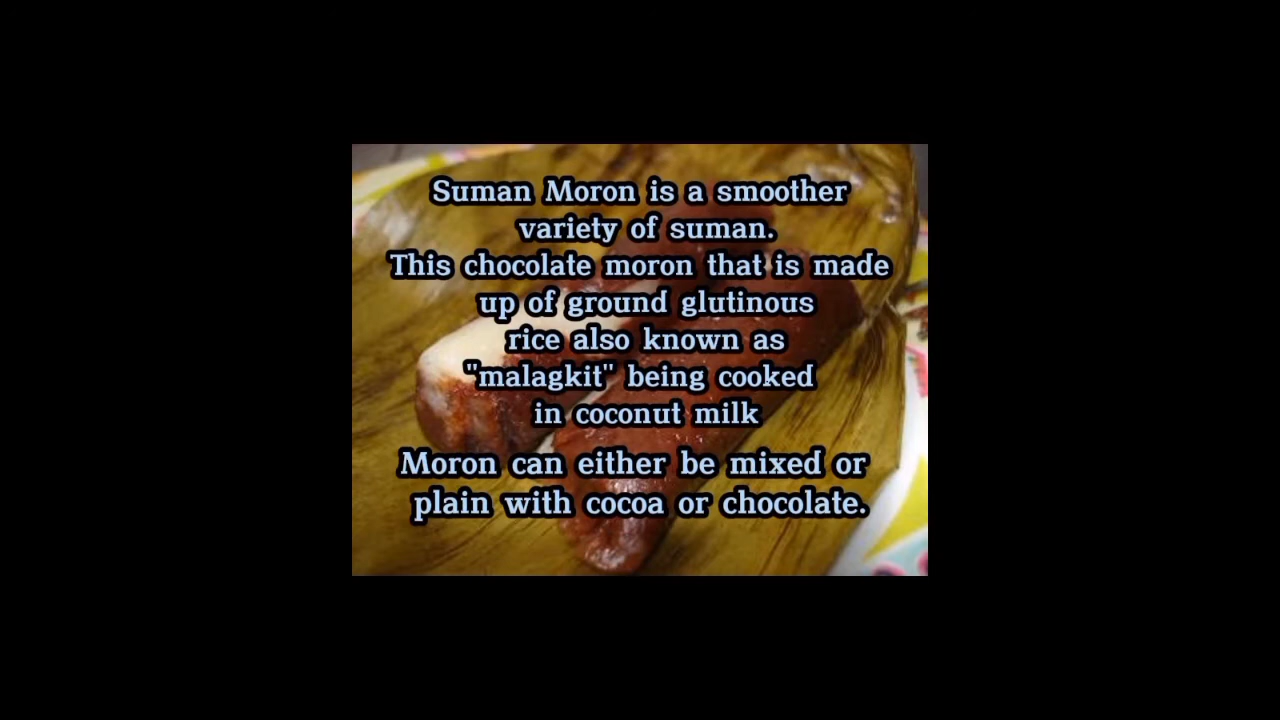 Suman Moron is a smoother
variety of suman.
This chocolate moron that is made
up of ground glutinous
rice also known as
"malagkit" being cooked
in coconut milk
Moron can either be mixed or
plain with cocoa or chocolate.